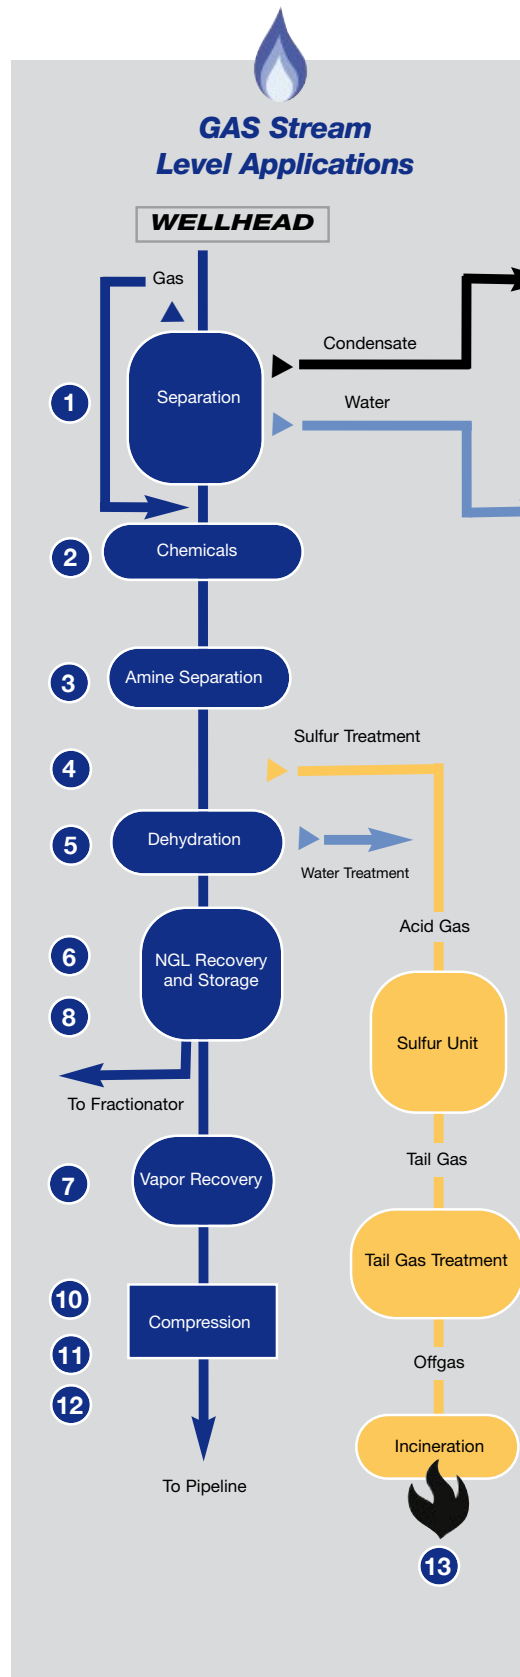 GAS Stream
Level Applications
WELLHEAD
Gas
Condensate
Separation
1
Water
Chemicals
2
Amine Separation
3
Sulfur Treatment
4
Dehydration
5
Water Treatment
Acid Gas
6
NGL Recovery
and Storage
8
Sulfur Unit
To Fractionator
Tail Gas
7
Vapor Recovery
Tail Gas Treatment
10
Compression
11
Offgas
12
Incineration
To Pipeline
13